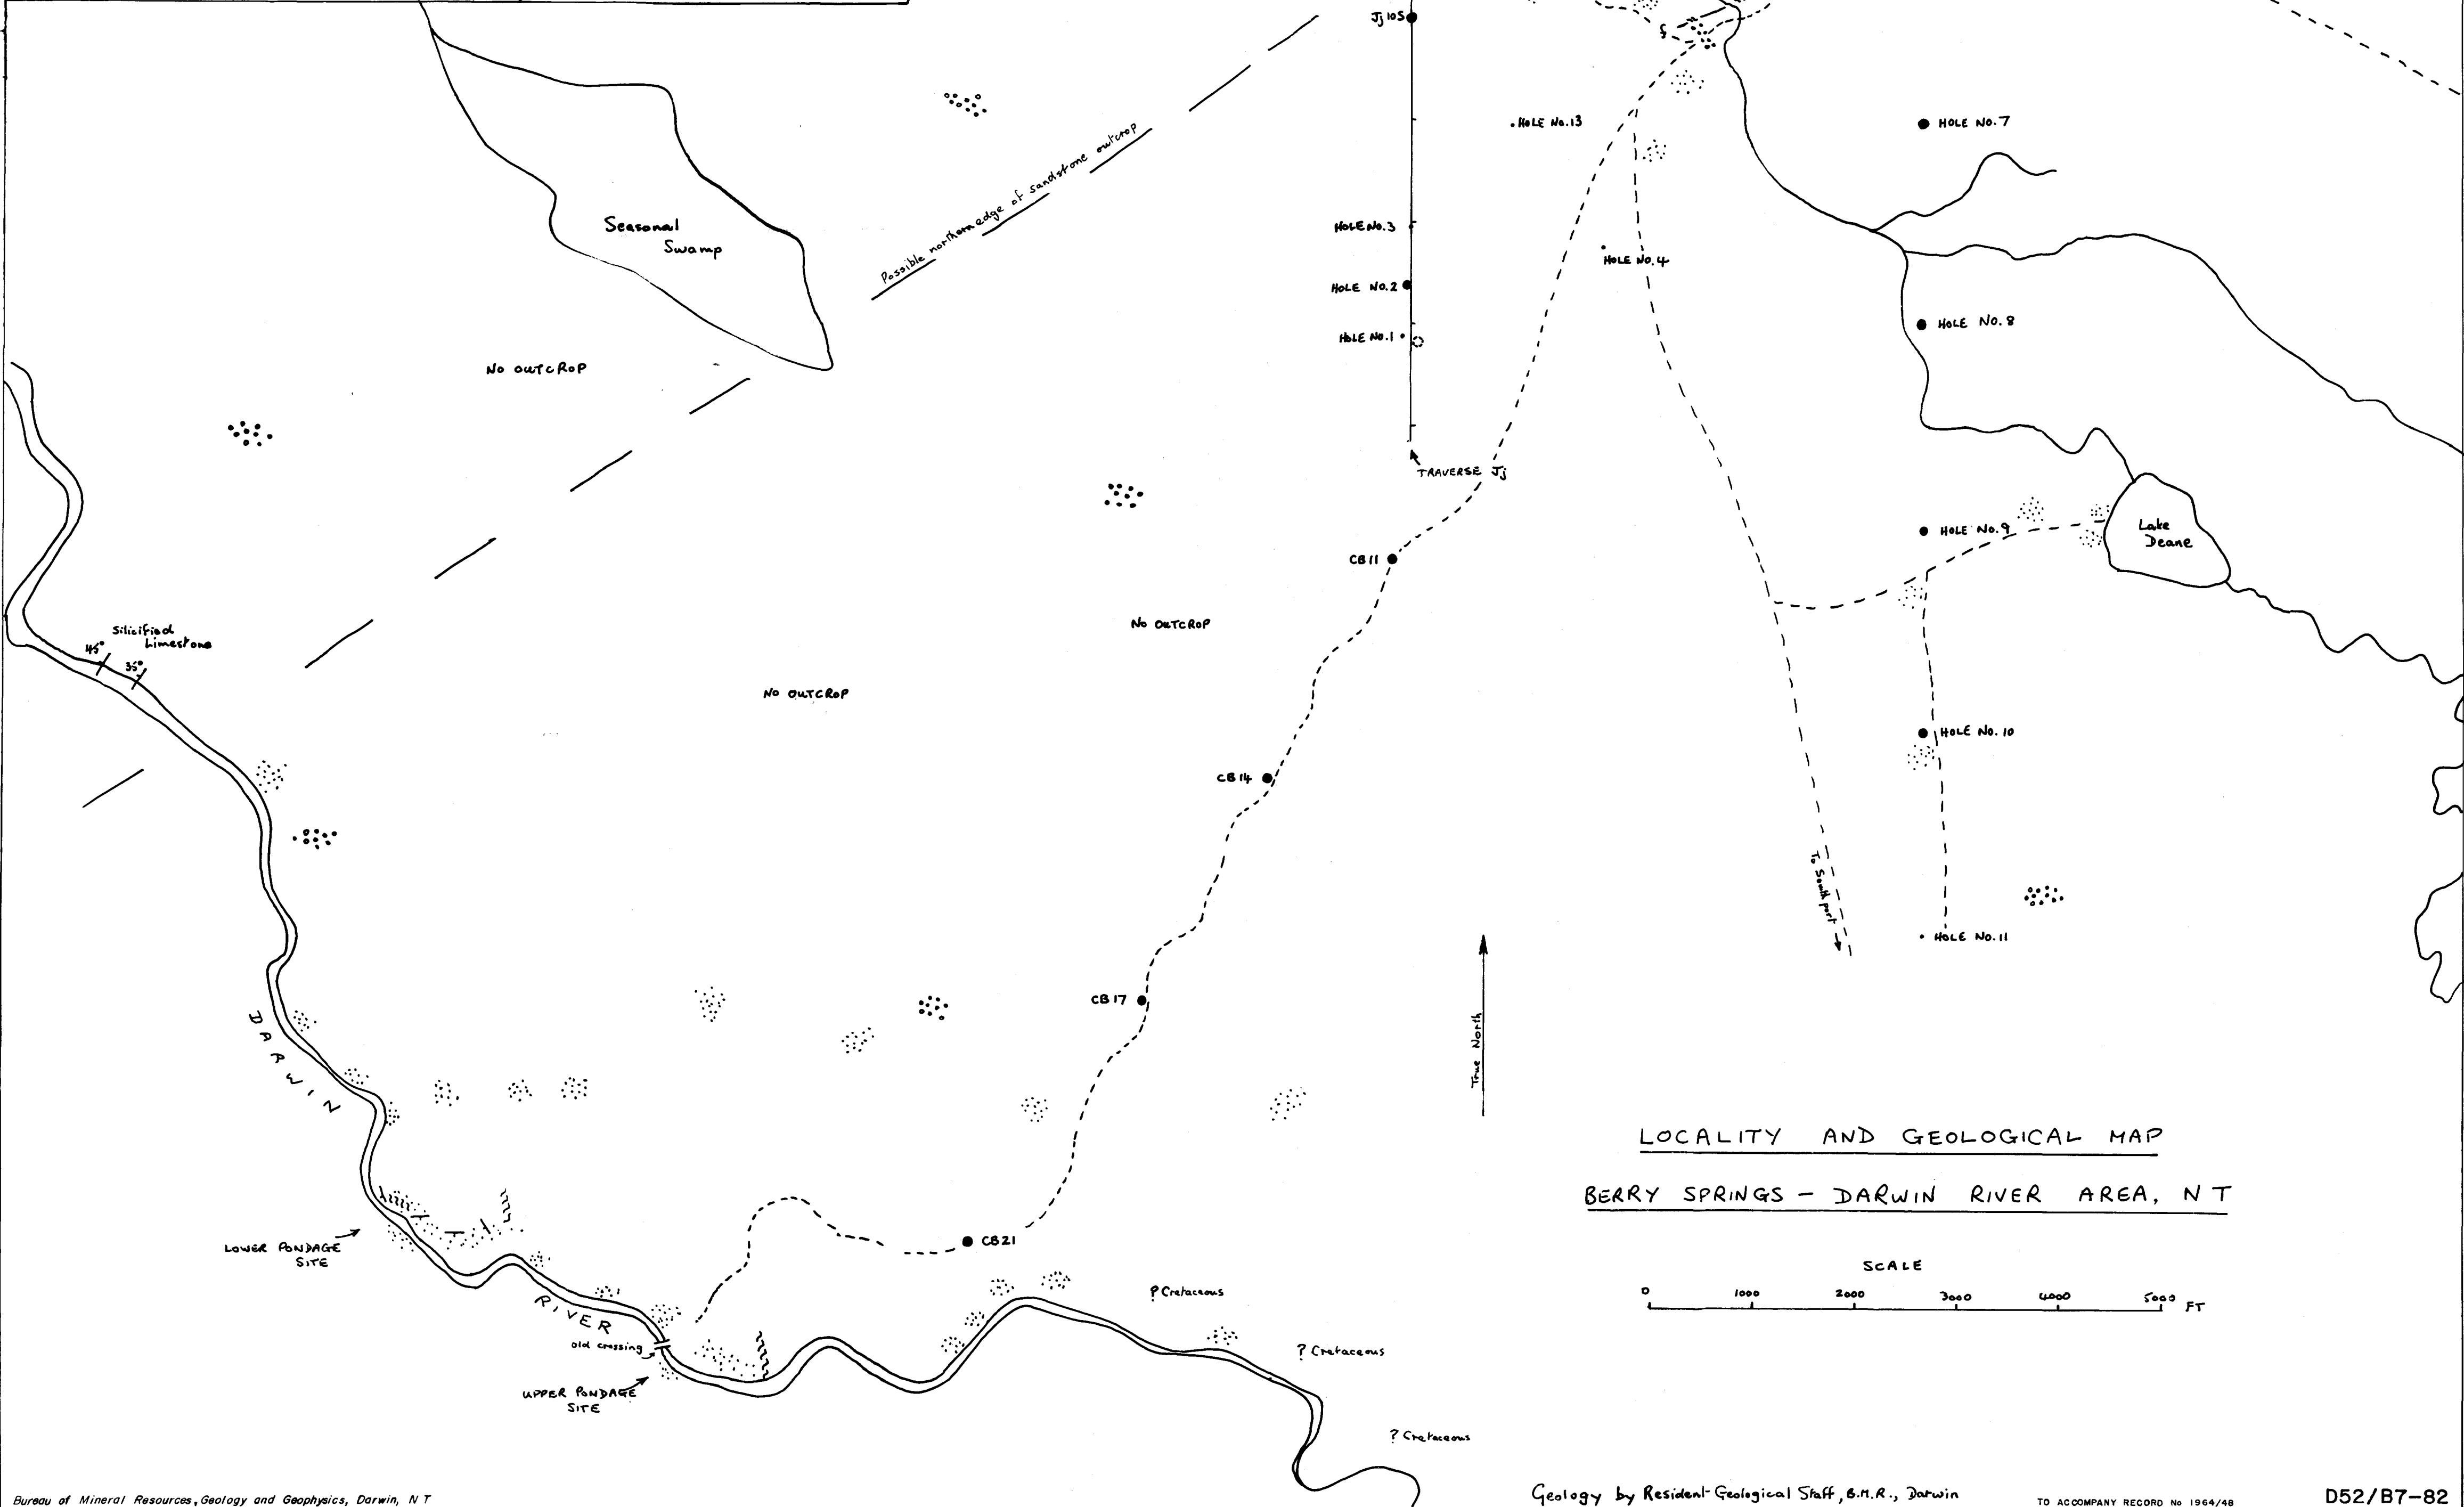 Jj 10S
f
HOLE No.13
HOLE No.7
Possible northern edge of sandstone outcrop
Seasonal
Swamp
HOLE No.3
HOLE No.4
HOLE No.2
HOLE No.8
HOLE No.1
NO OUTCROP
TRAVERSE Jj
HOLE No.9
Lake
Deane
CB11
Silicified
Limestone
45°
35°
NO OUTCROP
NO OUTCROP
HOLE No.10
CB14
To Southport
HOLE No.11
CB17
DARWIN
True North
LOCALITY AND GEOLOGICAL MAP
BERRY SPRINGS - DARWIN RIVER AREA, NT
LOWER PONDAGE
SITE
CB21
SCALE
0 1000 2000 3000 4000 5000 FT
RIVER
? Cretaceous
old crossing
? Cretaceous
UPPER PONDAGE
SITE
? Cretaceous
Bureau of Mineral Resources, Geology and Geophysics, Darwin, NT
Geology by Resident Geological Staff, B.M.R., Darwin
TO ACCOMPANY RECORD No 1964/48
D52/B7-82